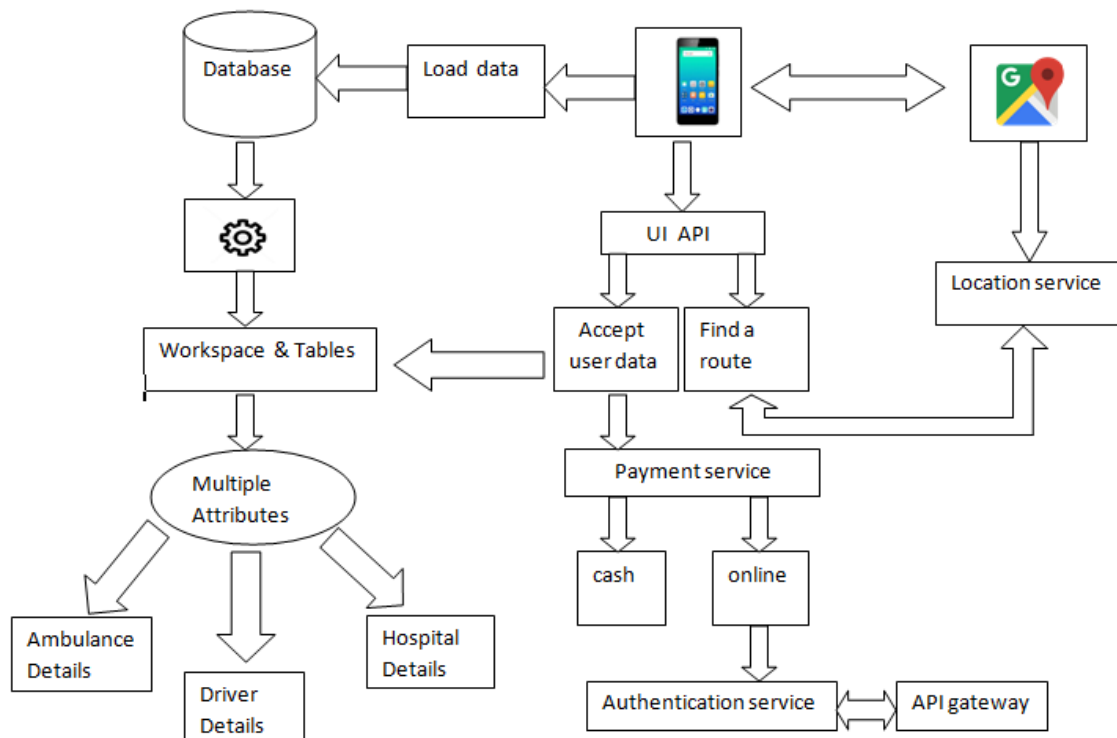 Database
Load data
G
UI API
Location service
Workspace & Tables
Accept
user data
Find a
route
Payment service
Multiple
Attributes
cash
online
Ambulance
Details
Driver
Details
Hospital
Details
Authentication service
API gateway